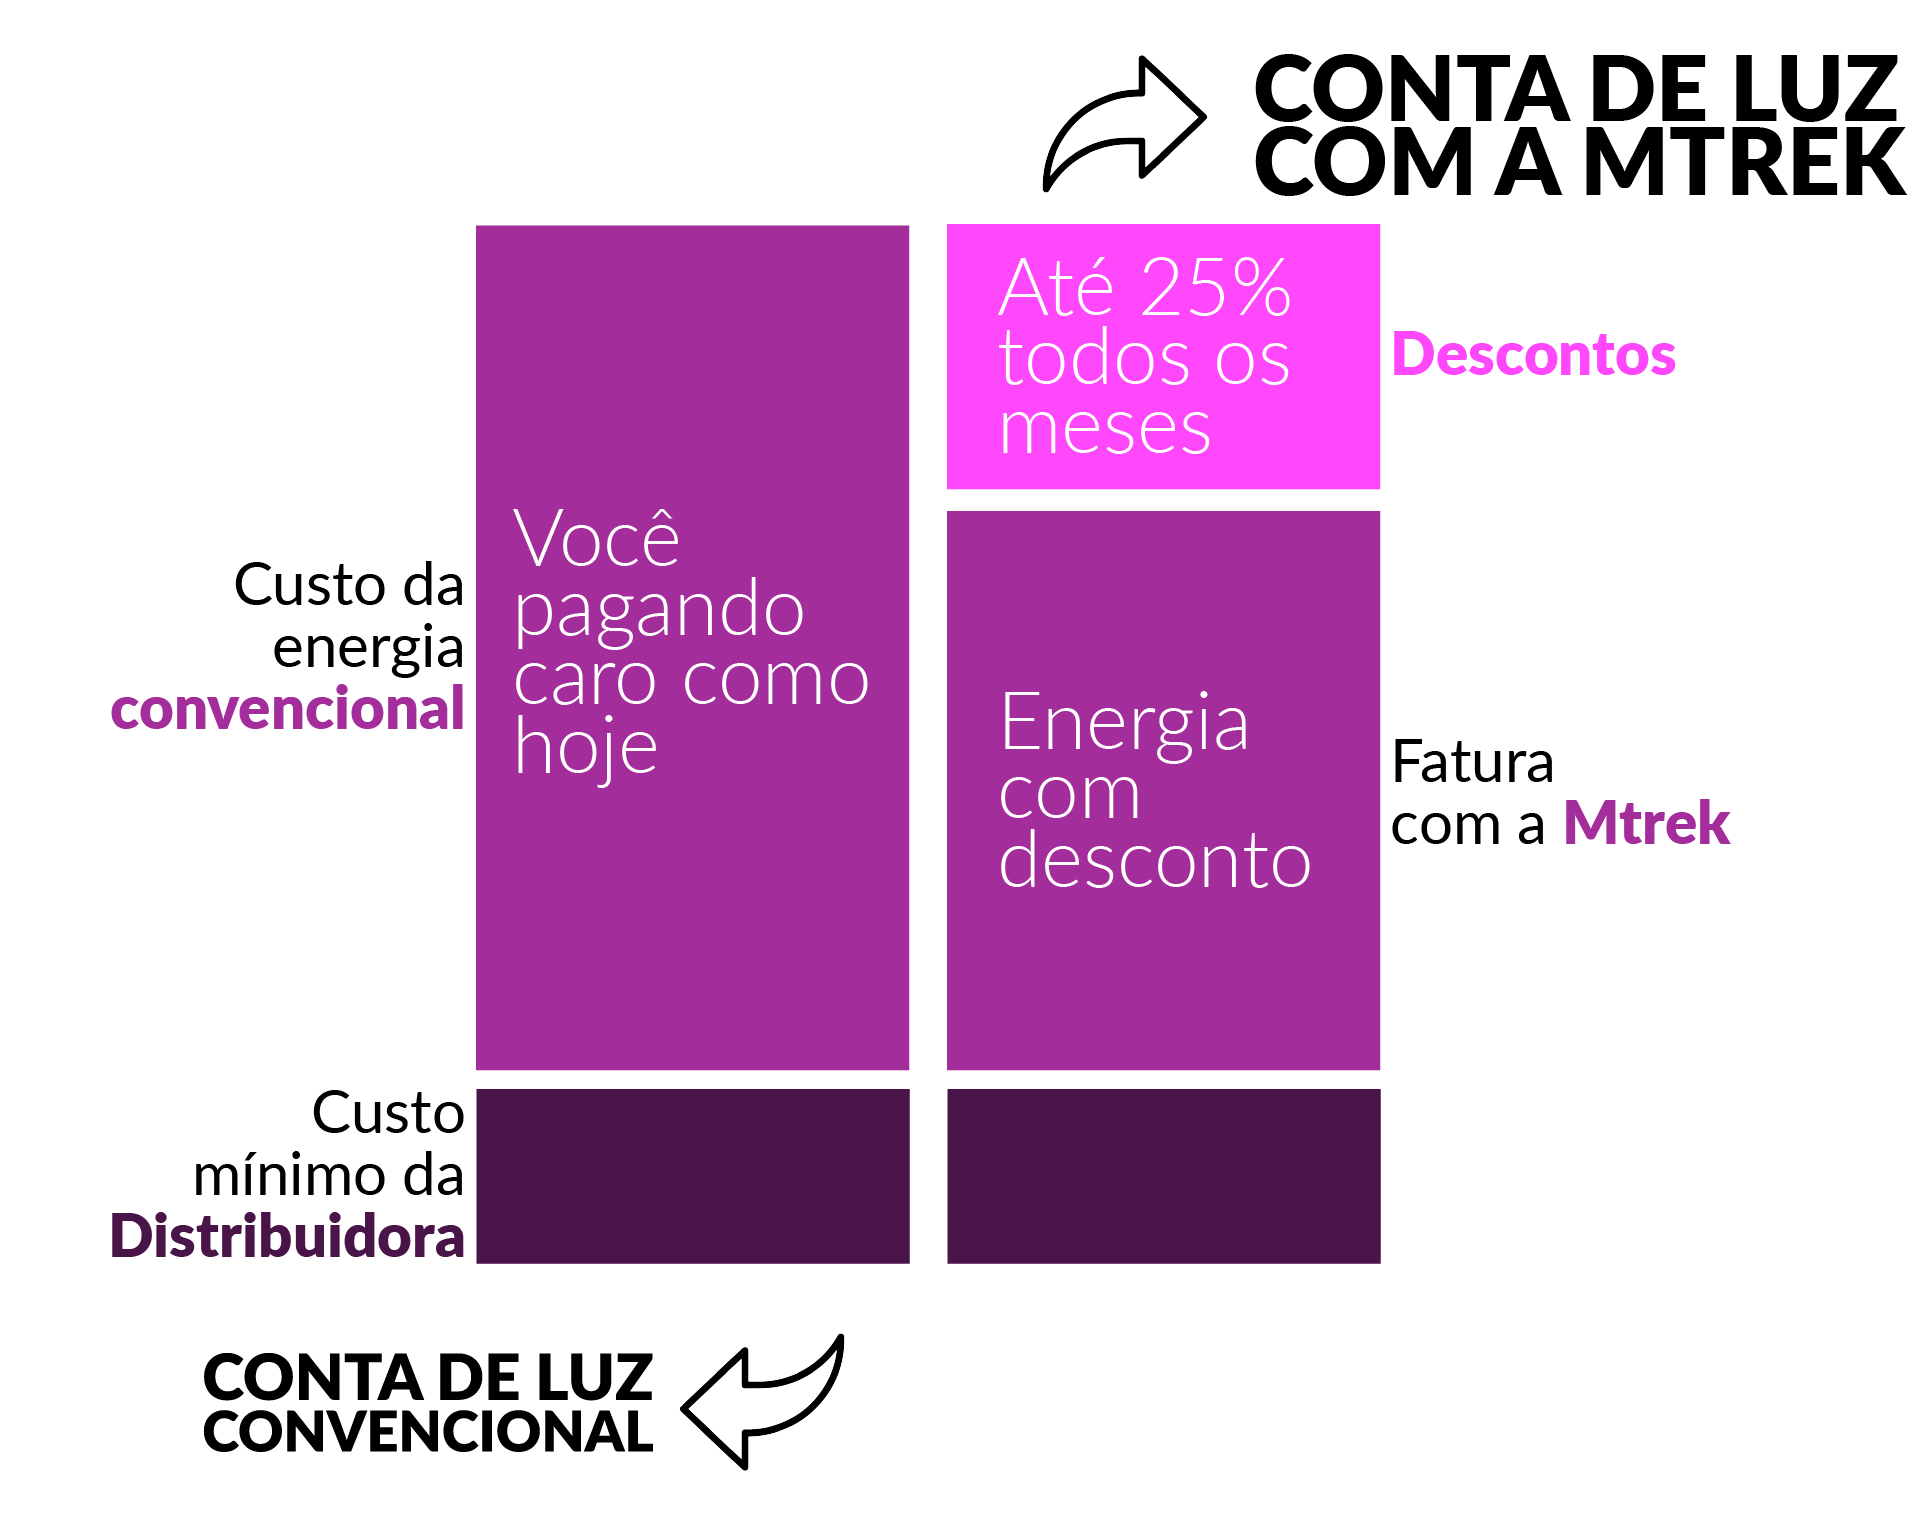 CONTA DE LUZ
COM A MTREK
Até 25%
todos os
meses
Descontos
Custo da
energia
convencional
Você
pagando
caro como
hoje
Energia
com
desconto
Fatura
com a Mtrek
Custo
mínimo da
Distribuidora
CONTA DE LUZ
CONVENCIONAL